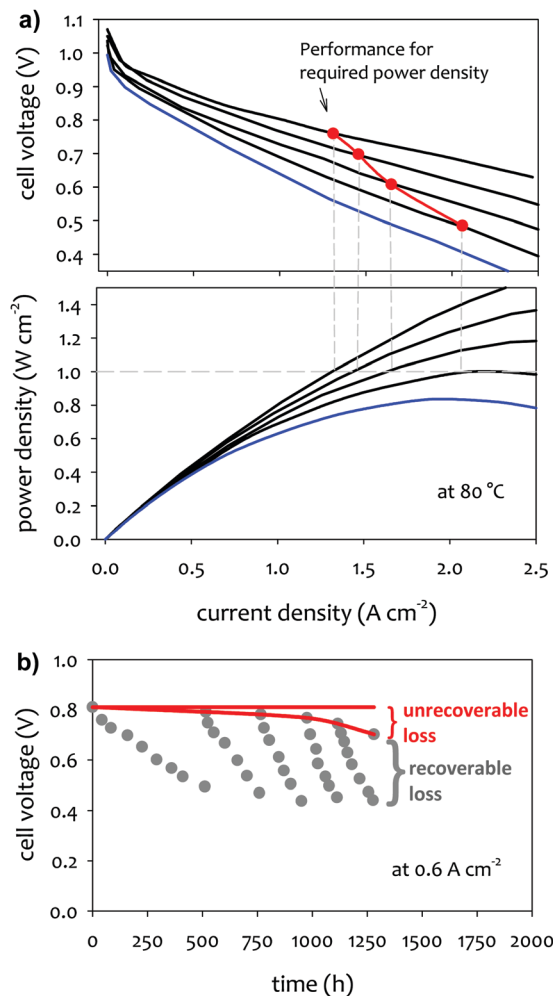 a)
1.1
1.0
0.9
0.8
0.7
0.6
0.5
0.4
cell voltage (V)
Performance for
required power density
1.4
1.2
1.0
0.8
0.6
0.4
0.2
0.0
power density (W cm⁻²)
at 80 °C
0.0 0.5 1.0 1.5 2.0 2.5
current density (A cm⁻²)
b)
1.0
0.8
0.6
0.4
0.2
0.0
cell voltage (V)
unrecoverable
loss
recoverable
loss
at 0.6 A cm⁻²
0 250 500 750 1000 1250 1500 1750 2000
time (h)